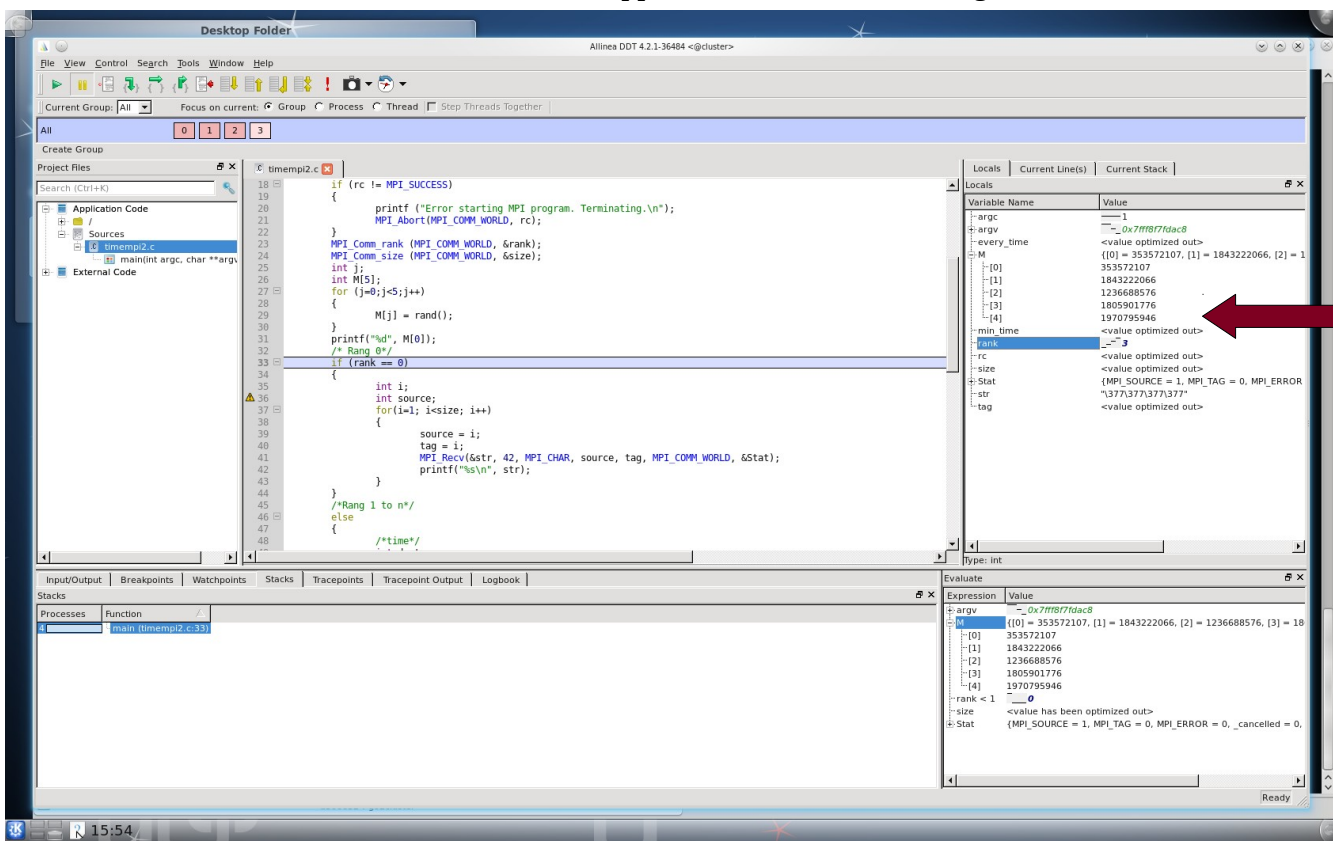 Desktop Folder
Allinea DDT 4.2.1-36484 <@cluster>
File View Control Search Tools Window Help
Current Group: All Focus on current: Group Process Thread Step Threads Together
All 0 1 2 3
Create Group
Project Files
Search (Ctrl+K)
Application Code
/
Sources
timempi2.c
main(int argc, char **argv
External Code
timempi2.c
18 if (rc != MPI_SUCCESS)
19 {
20 printf ("Error starting MPI program. Terminating.\n");
21 MPI_Abort(MPI_COMM_WORLD, rc);
22 }
23 MPI_Comm_rank (MPI_COMM_WORLD, &rank);
24 MPI_Comm_size (MPI_COMM_WORLD, &size);
25 int j;
26 int M[5];
27 for (j=0;j<5;j++)
28 {
29 M[j] = rand();
30 }
31 printf("%d", M[0]);
32 /* Rang 0*/
33 if (rank == 0)
34 {
35 int i;
36 int source;
37 for(i=1; i<size; i++)
38 {
39 source = i;
40 tag = i;
41 MPI_Recv(&str, 42, MPI_CHAR, source, tag, MPI_COMM_WORLD, &Stat);
42 printf("%s\n", str);
43 }
44 }
45 /*Rang 1 to n*/
46 else
47 {
48 /*time*/
Locals Current Line(s) Current Stack
Locals
Variable Name Value
argc 1
argv 0x7fff8f7fdac8
every_time <value optimized out>
M {[0] = 353572107, [1] = 1843222066, [2] = 1
[0] 353572107
[1] 1843222066
[2] 1236688576
[3] 1805901776
[4] 1970795946
min_time <value optimized out>
rank 3
rc <value optimized out>
size <value optimized out>
Stat {MPI_SOURCE = 1, MPI_TAG = 0, MPI_ERROR
str "\377\377\377\377"
tag <value optimized out>
Type: int
Input/Output Breakpoints Watchpoints Stacks Tracepoints Tracepoint Output Logbook
Stacks
Processes Function
4 main (timempi2.c:33)
Evaluate
Expression Value
argv 0x7fff8f7fdac8
M {[0] = 353572107, [1] = 1843222066, [2] = 1236688576, [3] = 18
[0] 353572107
[1] 1843222066
[2] 1236688576
[3] 1805901776
[4] 1970795946
rank < 1 0
size <value has been optimized out>
Stat {MPI_SOURCE = 1, MPI_TAG = 0, MPI_ERROR = 0, _cancelled = 0,
Ready
15:54